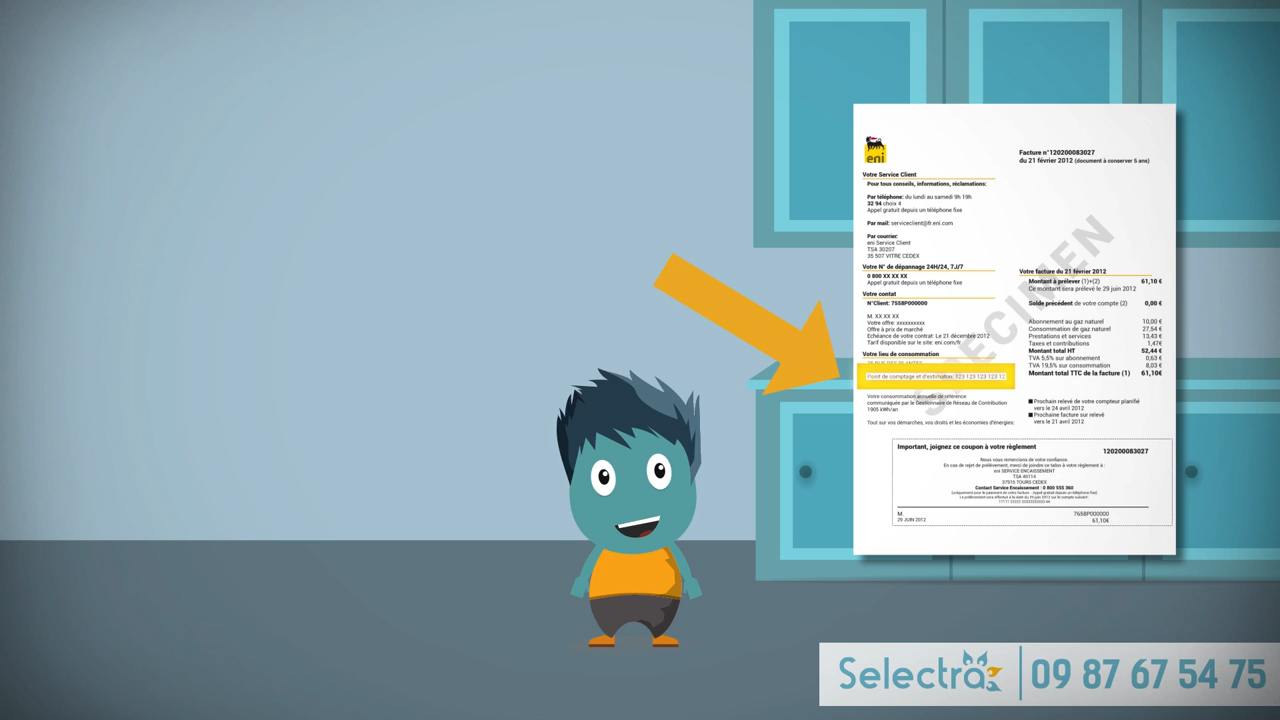 eni
Facture n°120200083027
du 21 février 2012 (document à conserver 5 ans)
Votre Service Client
Pour tous conseils, informations, réclamations:
Par téléphone: du lundi au samedi 9h 19h
32 94 choix 4
Appel gratuit depuis un téléphone fixe
Par mail: serviceclient@fr.eni.com
Par courrier:
eni Service Client
TSA 30207
35 507 VITRE CEDEX
Votre N° de dépannage 24H/24, 7J/7
0 800 XX XX XX
Appel gratuit depuis un téléphone fixe
Votre contat
N°Client: 7558P000000
M. XX XX XX
Votre offre: xxxxxxxxxx
Offre à prix de marché
Echéance de votre contrat: Le 21 décembre 2012
Tarif disponible sur le site: eni.com/fr
Votre lieu de consommation
Point de comptage et d'estimation: 123 123 123 123 12
Votre consommation annuelle de référence
communiquée par le Gestionnaire de Réseau de Contribution
1905 kWh/an
Tout sur vos démarches, vos droits et les économies d'énergies:
Votre facture du 21 février 2012
Montant à prélever (1)+(2) 61,10 €
Ce montant sera prélevé le 29 juin 2012
Solde précédent de votre compte (2) 0,00 €
Abonnement au gaz naturel 10,00 €
Consommation de gaz naturel 27,54 €
Prestations et services 13,43 €
Taxes et contributions 1,47€
Montant total HT 52,44 €
TVA 5,5% sur abonnement 0,63 €
TVA 19,5% sur consommation 8,03 €
Montant total TTC de la facture (1) 61,10€
Prochain relevé de votre compteur planifié
vers le 24 avril 2012
Prochaine facture sur relevé
vers le 21 avril 2012
SPECIMEN
Important, joignez ce coupon à votre règlement
120200083027
Nous vous remercions de votre confiance.
En cas de rejet de prélèvement, merci de joindre ce talon à votre règlement à :
eni SERVICE ENCAISSEMENT
TSA 40114
37915 TOURS CEDEX
Contact Service Encaissement : 0 800 555 360
M. 7658P000000
29 JUIN 2012 61,10€
Selectra 09 87 67 54 75